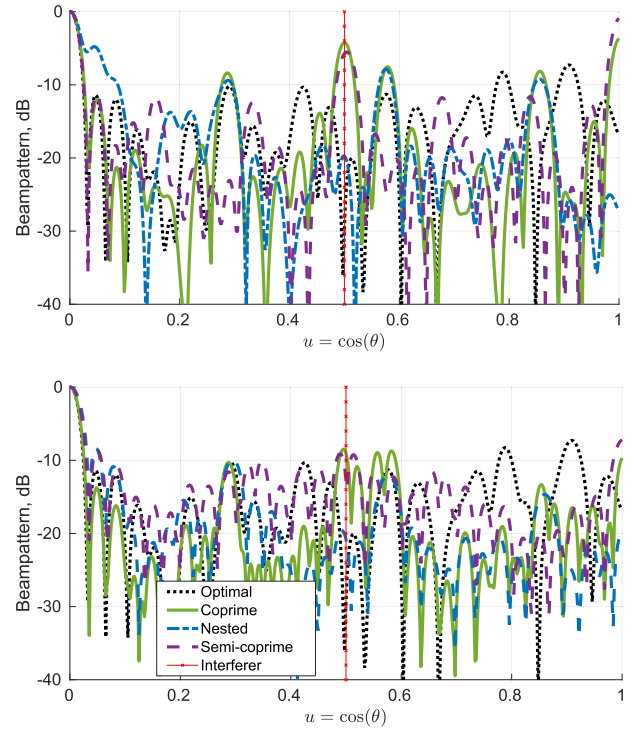 0
-10
-20
-30
-40
Beampattern, dB
0 0.2 0.4 0.6 0.8 1
u = cos(θ)
0
-10
-20
-30
-40
Beampattern, dB
Optimal
Coprime
Nested
Semi-coprime
Interferer
0 0.2 0.4 0.6 0.8 1
u = cos(θ)